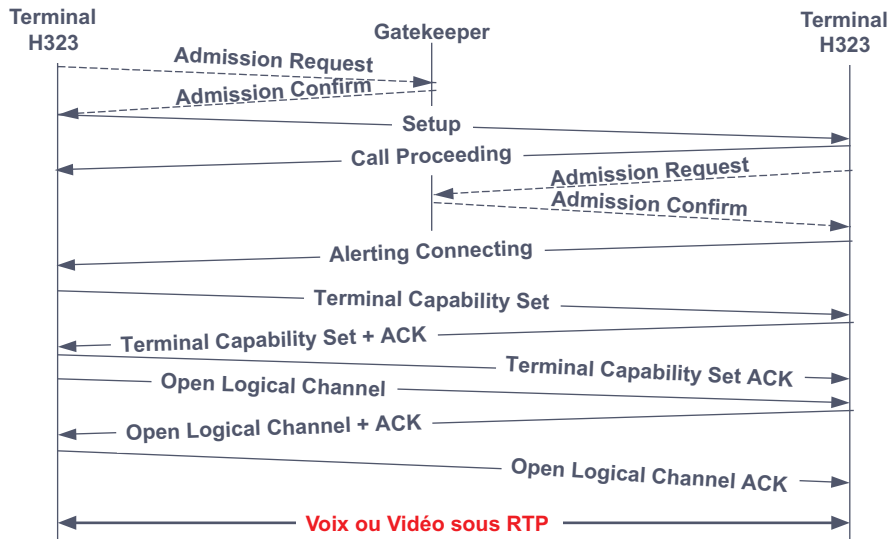 Terminal
H323
Gatekeeper
Terminal
H323
Admission Request
Admission Confirm
Setup
Call Proceeding
Admission Request
Admission Confirm
Alerting Connecting
Terminal Capability Set
Terminal Capability Set + ACK
Terminal Capability Set ACK
Open Logical Channel
Open Logical Channel + ACK
Open Logical Channel ACK
Voix ou Vidéo sous RTP